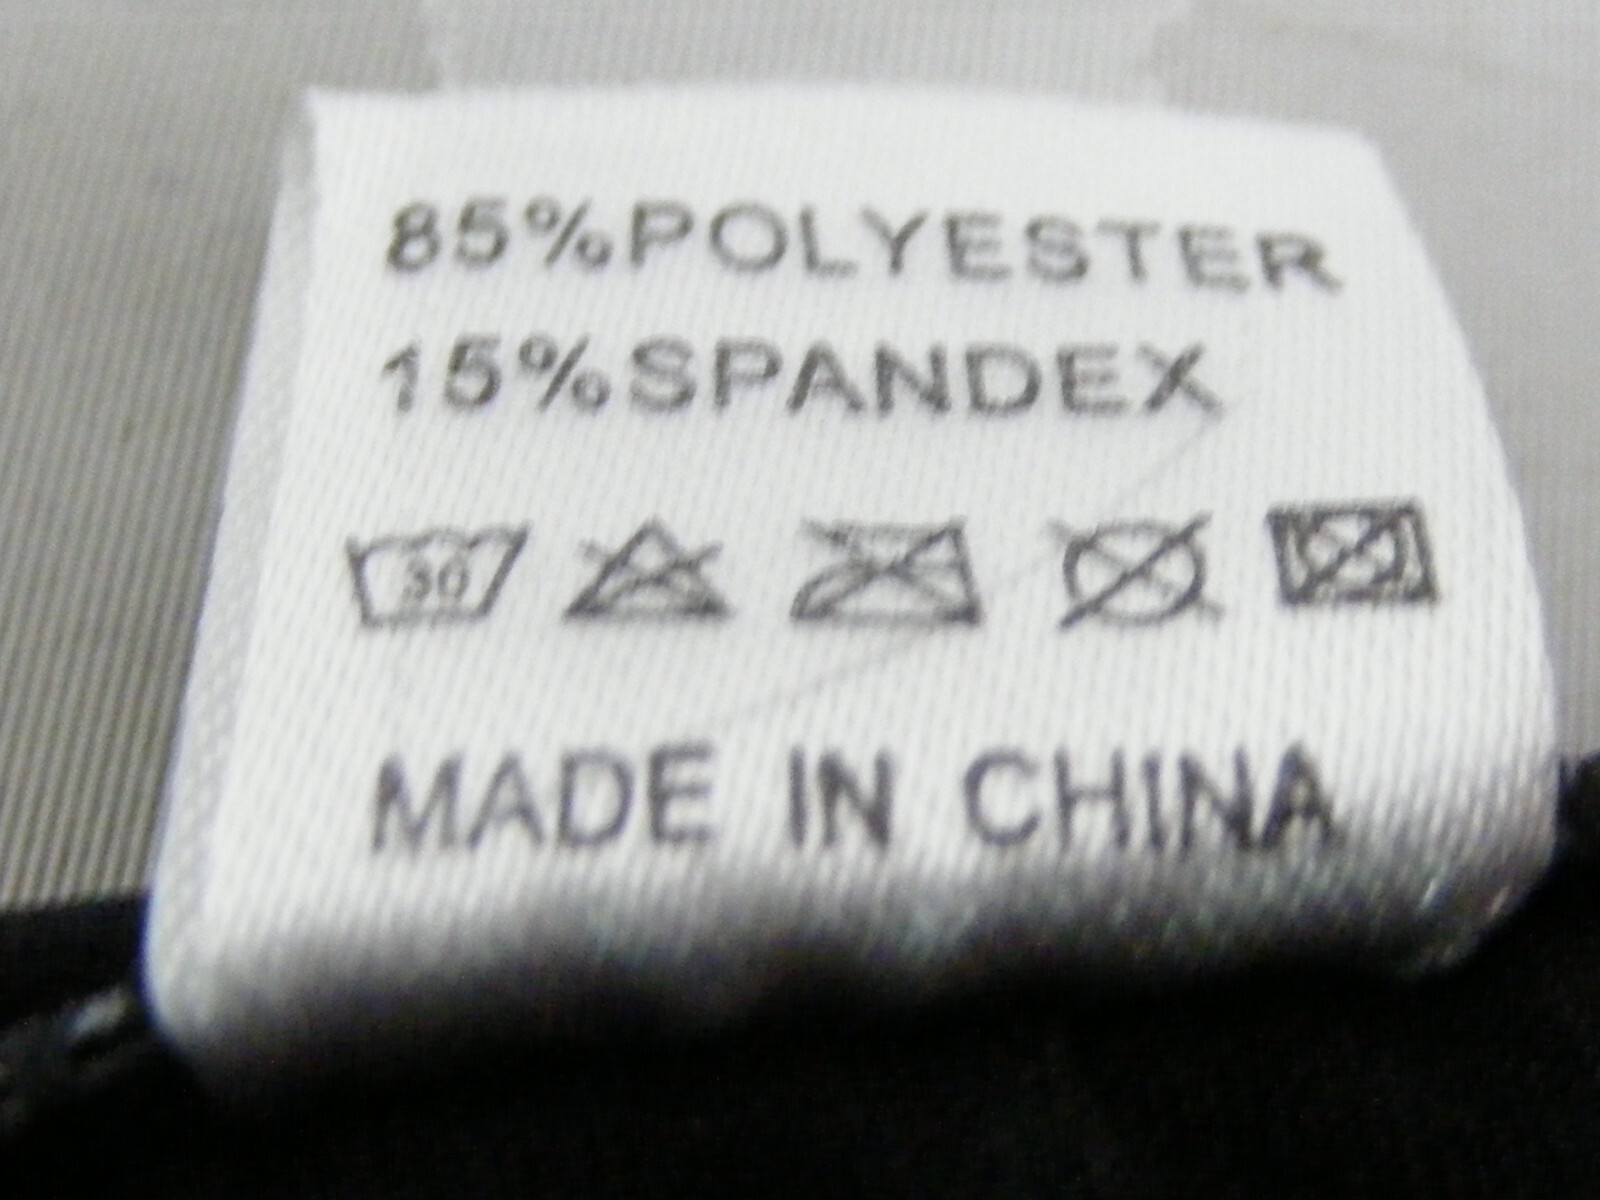 85%POLYESTER
15%SPANDEX
30
MADE IN CHINA